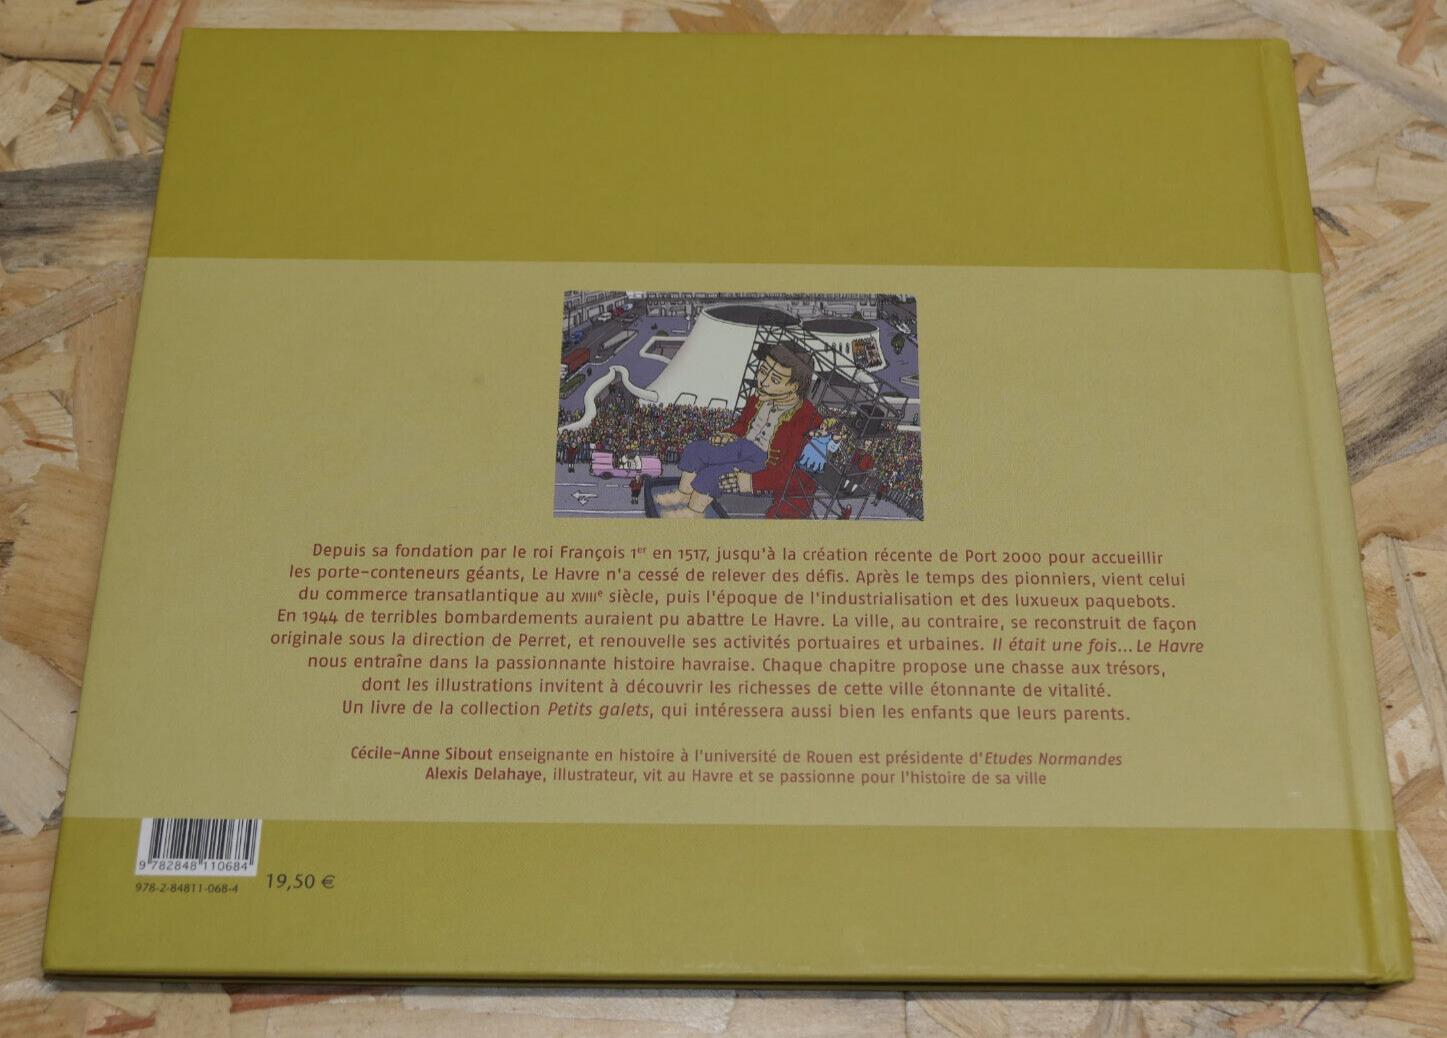 Depuis sa fondation par le roi François 1er en 1517, jusqu'à la création récente de Port 2000 pour accueillir
les porte-conteneurs géants, Le Havre n'a cessé de relever des défis. Après le temps des pionniers, vient celui
du commerce transatlantique au XVIIIe siècle, puis l'époque de l'industrialisation et des luxueux paquebots.
En 1944 de terribles bombardements auraient pu abattre Le Havre. La ville, au contraire, se reconstruit de façon
originale sous la direction de Perret, et renouvelle ses activités portuaires et urbaines. Il était une fois... Le Havre
nous entraîne dans la passionnante histoire havraise. Chaque chapitre propose une chasse aux trésors,
dont les illustrations invitent à découvrir les richesses de cette ville étonnante de vitalité.
Un livre de la collection Petits galets, qui intéressera aussi bien les enfants que leurs parents.
Cécile-Anne Sibout enseignante en histoire à l'université de Rouen est présidente d'Etudes Normandes
Alexis Delahaye, illustrateur, vit au Havre et se passionne pour l'histoire de sa ville
9 782848 110684
978-2-84811-068-4
19,50 €